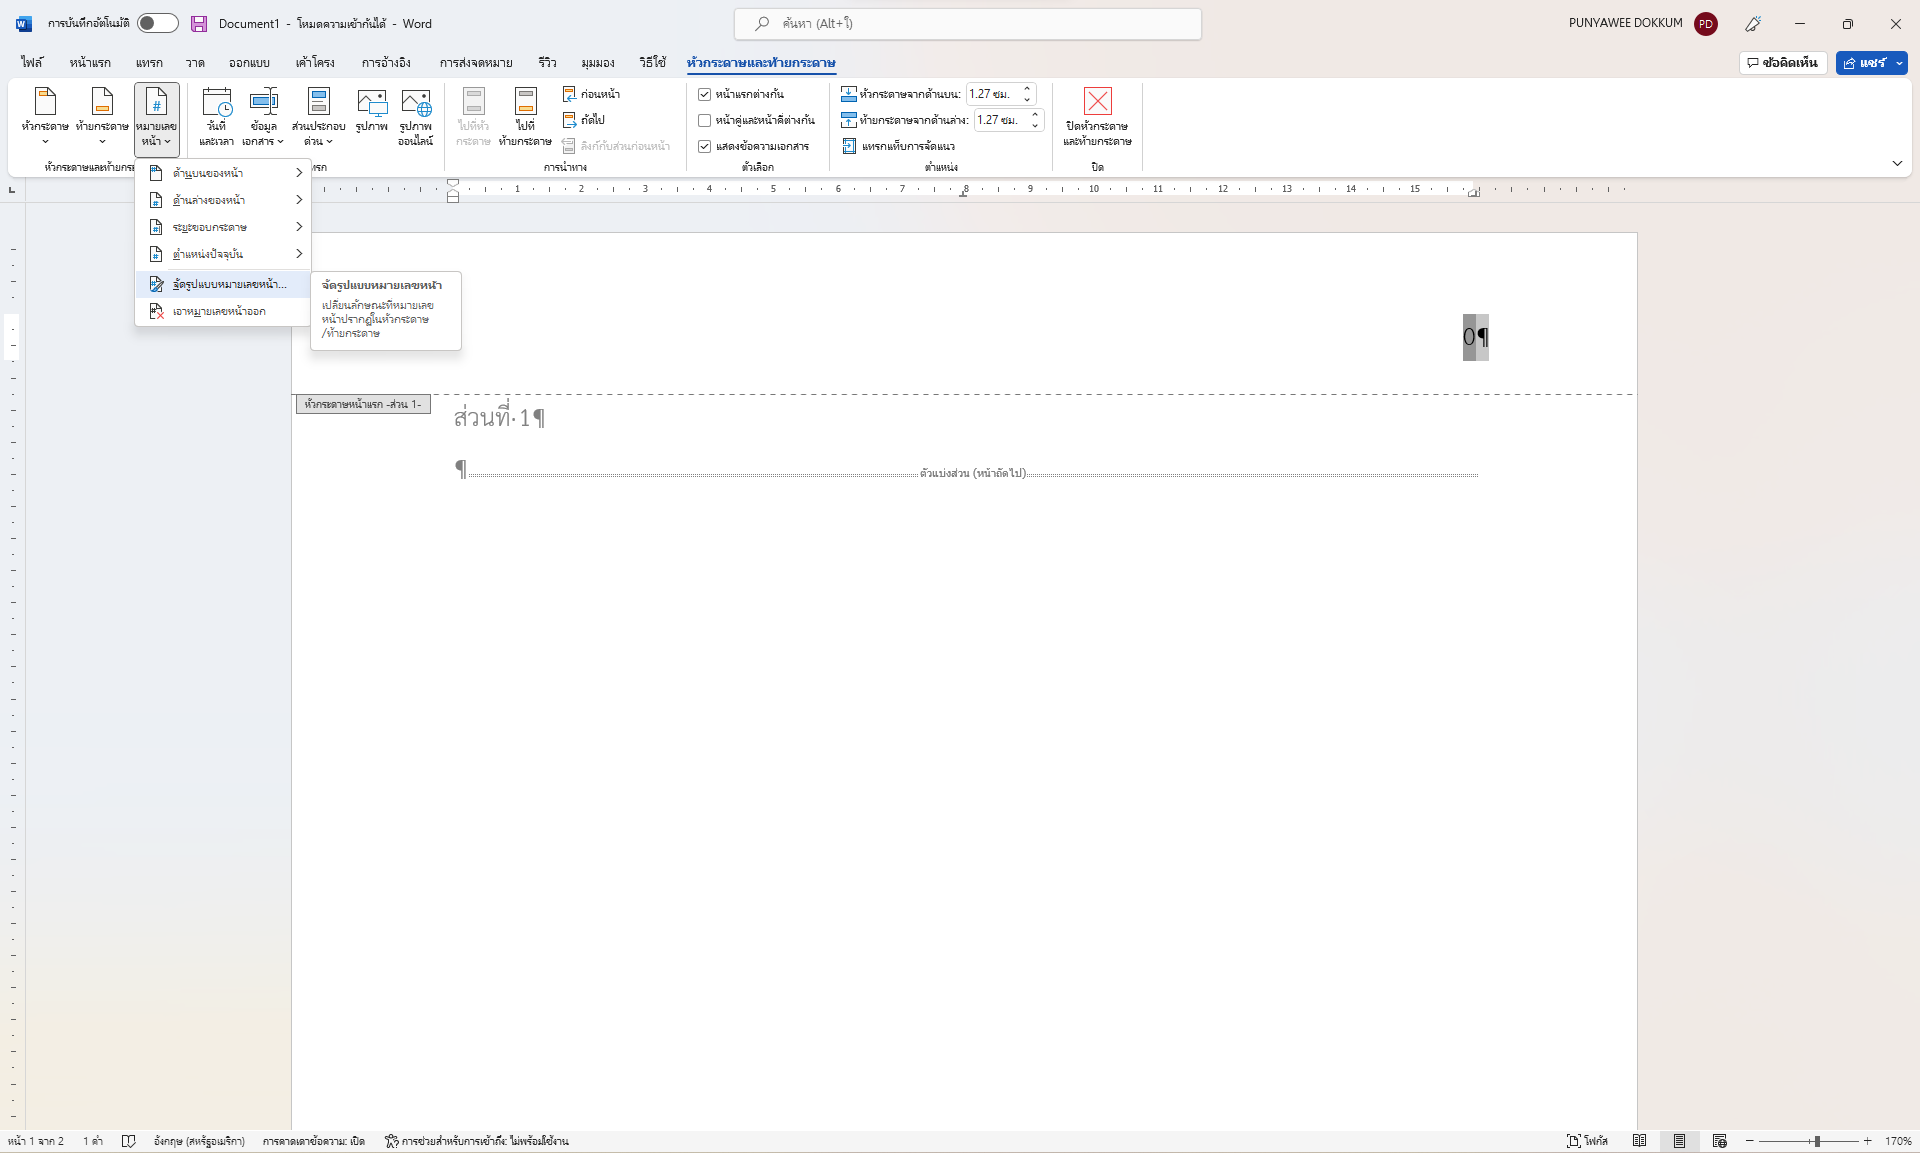 การบันทึกอัตโนมัติ Document1 - โหมดความเข้ากันได้ - Word ค้นหา (Alt+ใ) PUNYAWEE DOKKUM PD
ไฟล์ หน้าแรก แทรก วาด ออกแบบ เค้าโครง การอ้างอิง การส่งจดหมาย รีวิว มุมมอง วิธีใช้ หัวกระดาษและท้ายกระดาษ ข้อคิดเห็น แชร์
หัวกระดาษ ท้ายกระดาษ หมายเลขหน้า วันที่และเวลา ข้อมูลเอกสาร ส่วนประกอบด่วน รูปภาพ รูปภาพออนไลน์ ไปที่หัวกระดาษ ไปที่ท้ายกระดาษ
ก่อนหน้า
ถัดไป
ลิงก์กับส่วนก่อนหน้า
หน้าแรกต่างกัน
หน้าคู่และหน้าคี่ต่างกัน
แสดงข้อความเอกสาร
หัวกระดาษจากด้านบน: 1.27 ซม.
ท้ายกระดาษจากด้านล่าง: 1.27 ซม.
แทรกแท็บการจัดแนว
ปิดหัวกระดาษและท้ายกระดาษ
หัวกระดาษและท้ายกระ ทรก การนำทาง ตัวเลือก ตำแหน่ง ปิด
1 2 3 4 5 6 7 8 9 10 11 12 13 14 15
ด้านบนของหน้า
ด้านล่างของหน้า
ระยะขอบกระดาษ
ตำแหน่งปัจจุบัน
จัดรูปแบบหมายเลขหน้า...
เอาหมายเลขหน้าออก
จัดรูปแบบหมายเลขหน้า
เปลี่ยนลักษณะที่หมายเลข
หน้าปรากฏในหัวกระดาษ
/ท้ายกระดาษ
0¶
หัวกระดาษหน้าแรก -ส่วน 1-
ส่วนที่·1¶
¶ ตัวแบ่งส่วน (หน้าถัดไป)
หน้า 1 จาก 2 1 คำ อังกฤษ (สหรัฐอเมริกา) การคาดเดาข้อความ: เปิด การช่วยสำหรับการเข้าถึง: ไม่พร้อมใช้งาน โฟกัส 170%